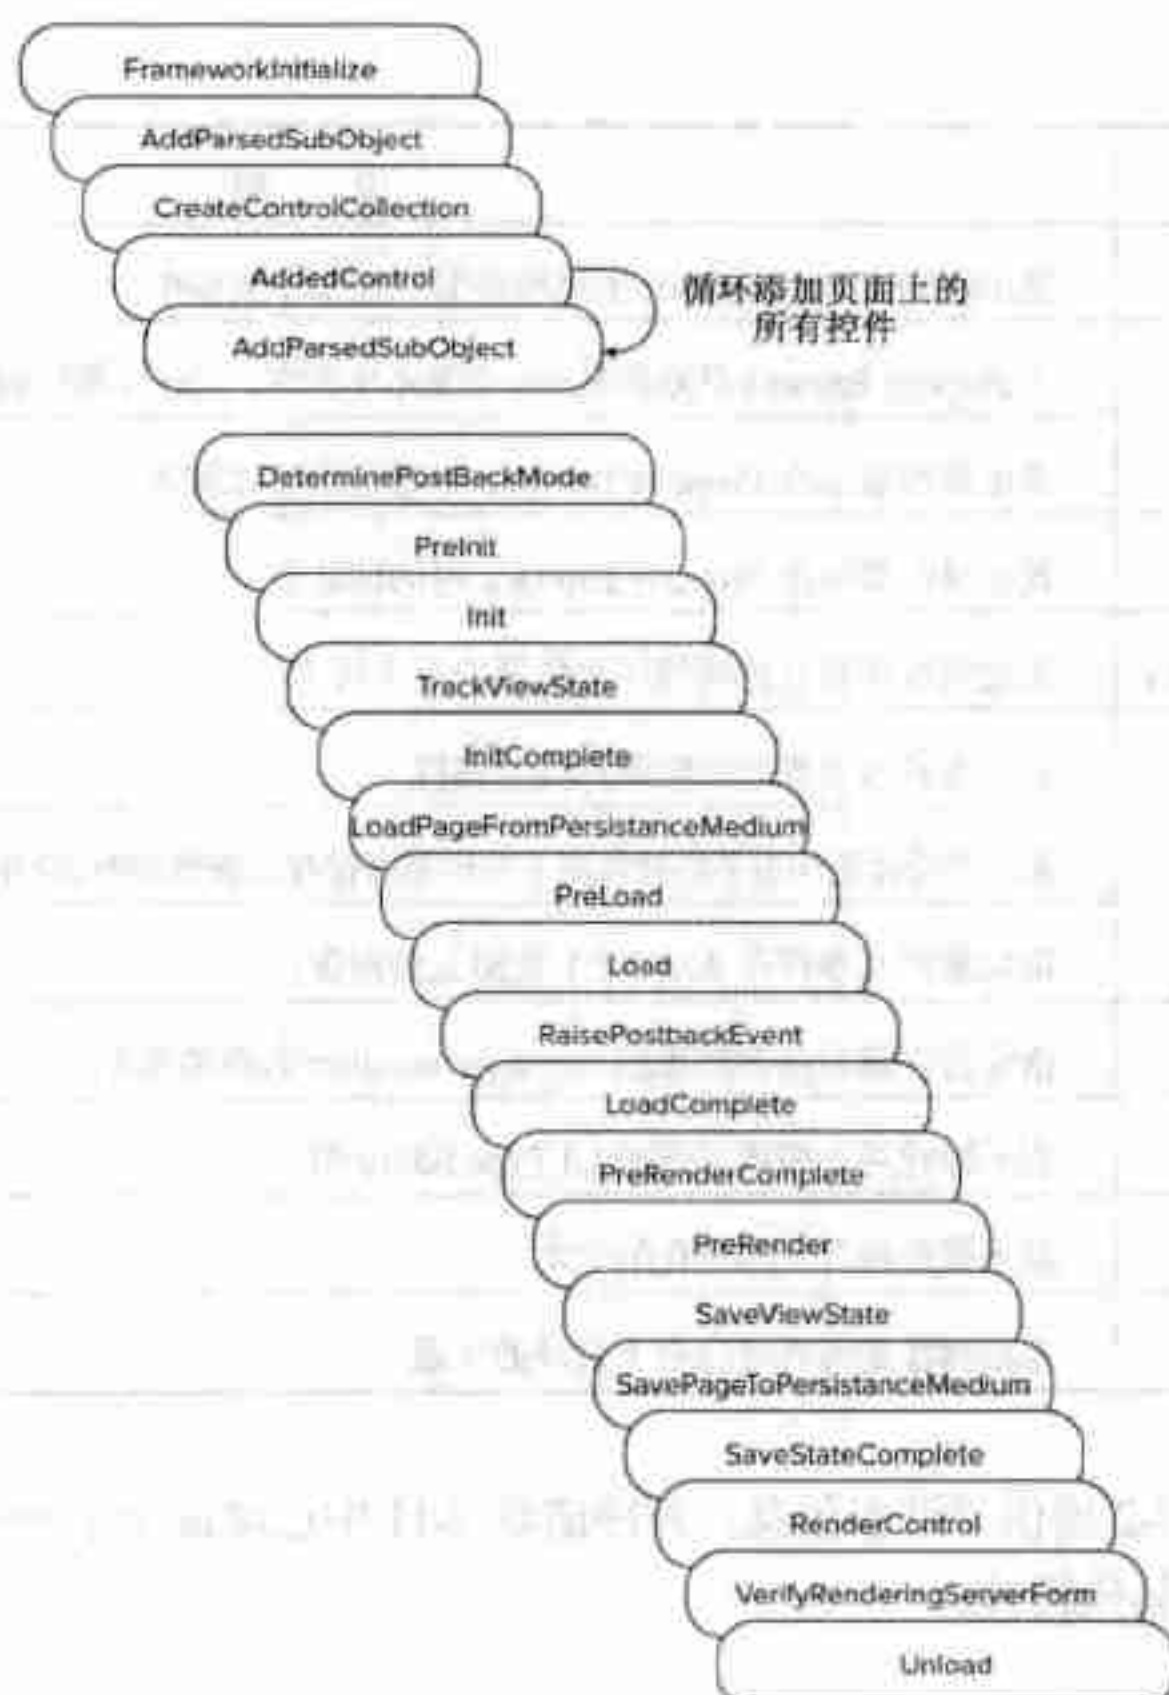 FrameworkInitialize
AddParsedSubObject
CreateControlCollection
AddedControl
循环添加页面上的
所有控件
AddParsedSubObject
DeterminePostBackMode
PreInit
Init
TrackViewState
InitComplete
LoadPageFromPersistanceMedium
PreLoad
Load
RaisePostbackEvent
LoadComplete
PreRenderComplete
PreRender
SaveViewState
SavePageToPersistanceMedium
SaveStateComplete
RenderControl
VerifyRenderingServerForm
Unload